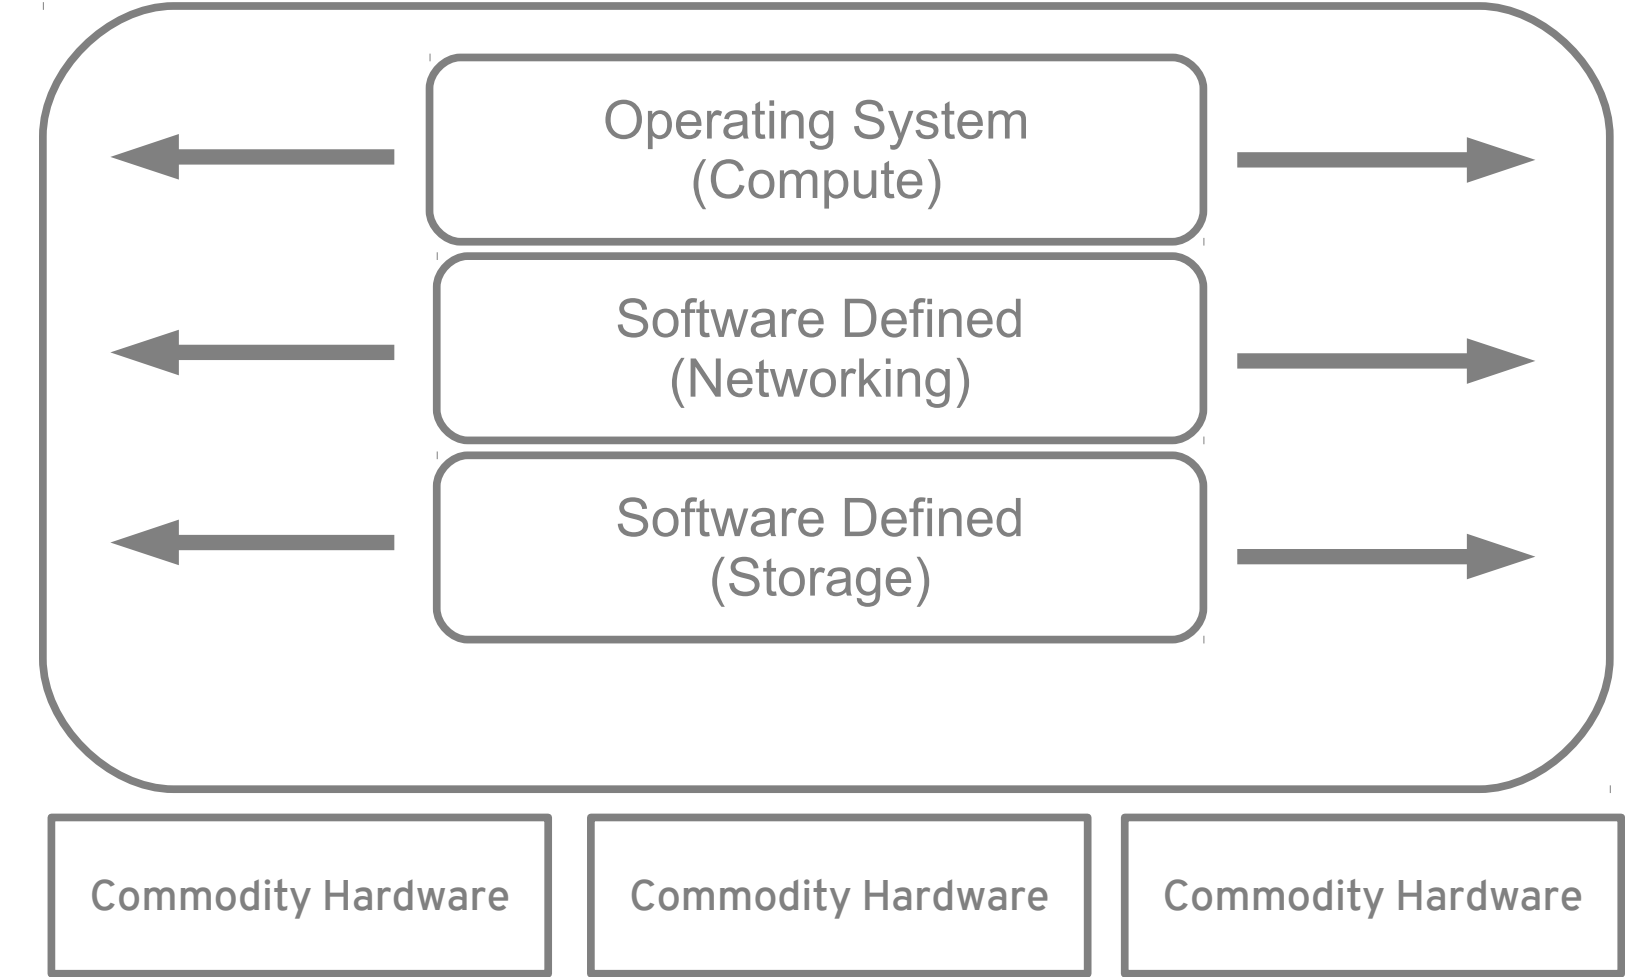 Operating System
(Compute)
Software Defined
(Networking)
Software Defined
(Storage)
Commodity Hardware
Commodity Hardware
Commodity Hardware